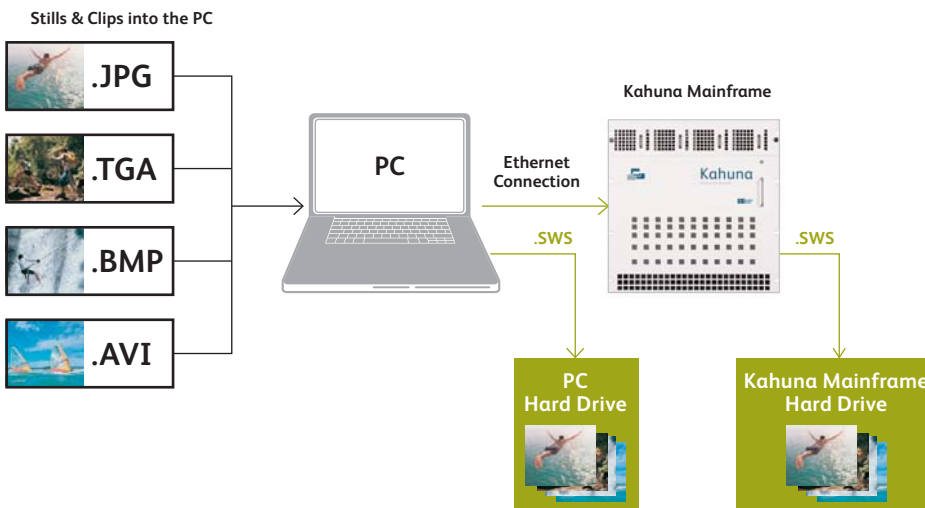 Stills & Clips into the PC
.JPG
.TGA
.BMP
.AVI
PC
Ethernet
Connection
.SWS
Kahuna Mainframe
Kahuna
.SWS
PC
Hard Drive
Kahuna Mainframe
Hard Drive